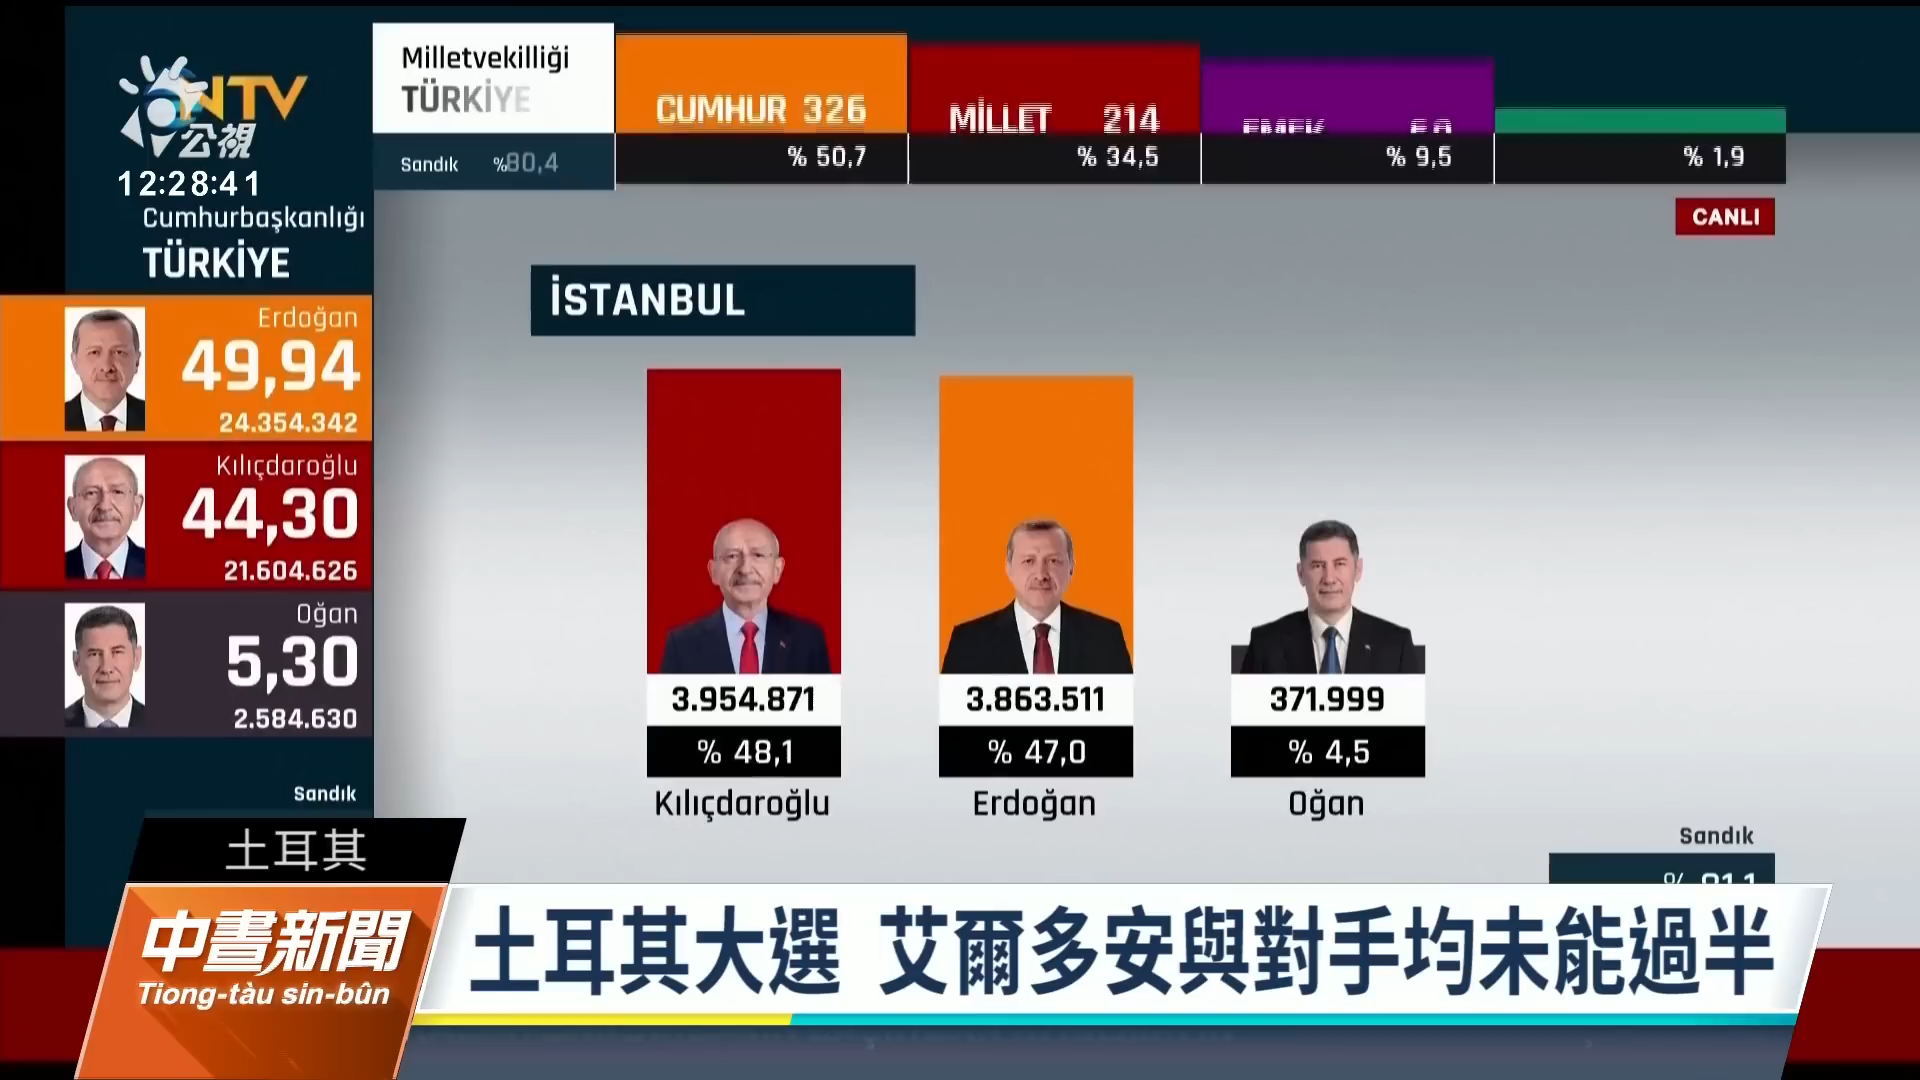 NTV
公視
12:28:41
Cumhurbaşkanlığı
TÜRKİYE
Erdoğan
49,94
24.354.342
Kılıçdaroğlu
44,30
21.604.626
Oğan
5,30
2.584.630
Sandık
Milletvekilliği
TÜRKİYE
Sandık %80,4
CUMHUR 326
% 50,7
MİLLET 214
% 34,5
EMEK
% 9,5
% 1,9
CANLI
İSTANBUL
3.954.871
% 48,1
Kılıçdaroğlu
3.863.511
% 47,0
Erdoğan
371.999
% 4,5
Oğan
Sandık
土耳其
中晝新聞
Tiong-tàu sin-bûn
土耳其大選 艾爾多安與對手均未能過半